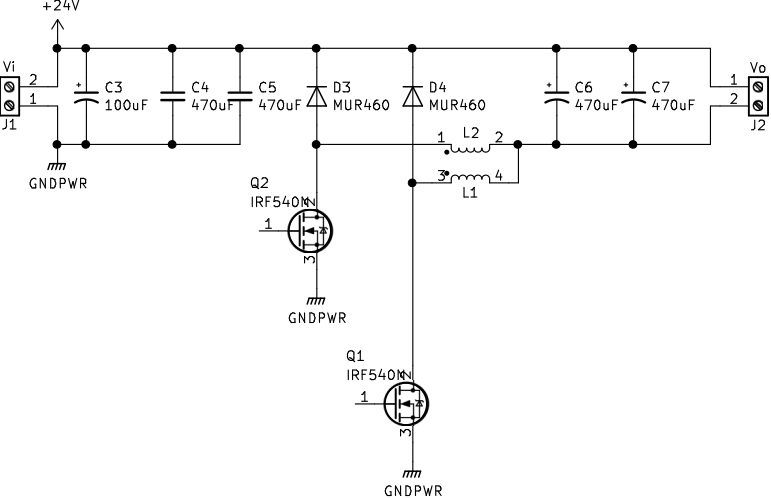 +24V
Vi
2
1
J1
+
C3
100uF
C4
470uF
C5
470uF
D3
MUR460
D4
MUR460
+
C6
470uF
+
C7
470uF
Vo
1
2
J2
GNDPWR
1 L2 2
3 4
L1
Q2
IRF540N
2
1
3
GNDPWR
Q1
IRF540N
2
1
3
GNDPWR